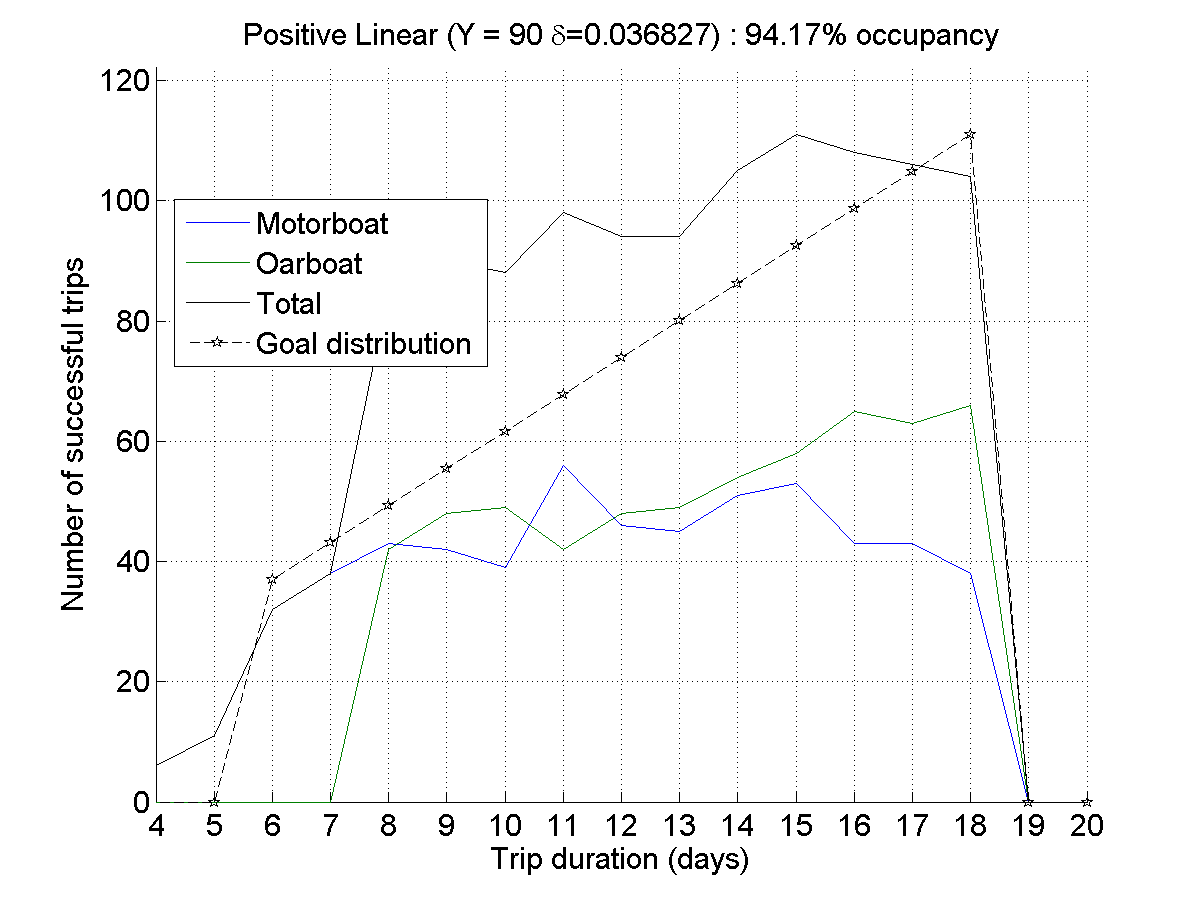 Positive Linear (Y = 90 δ=0.036827) : 94.17% occupancy
120
100
80
60
40
20
0
Number of successful trips
Motorboat
Oarboat
Total
Goal distribution
4 5 6 7 8 9 10 11 12 13 14 15 16 17 18 19 20
Trip duration (days)